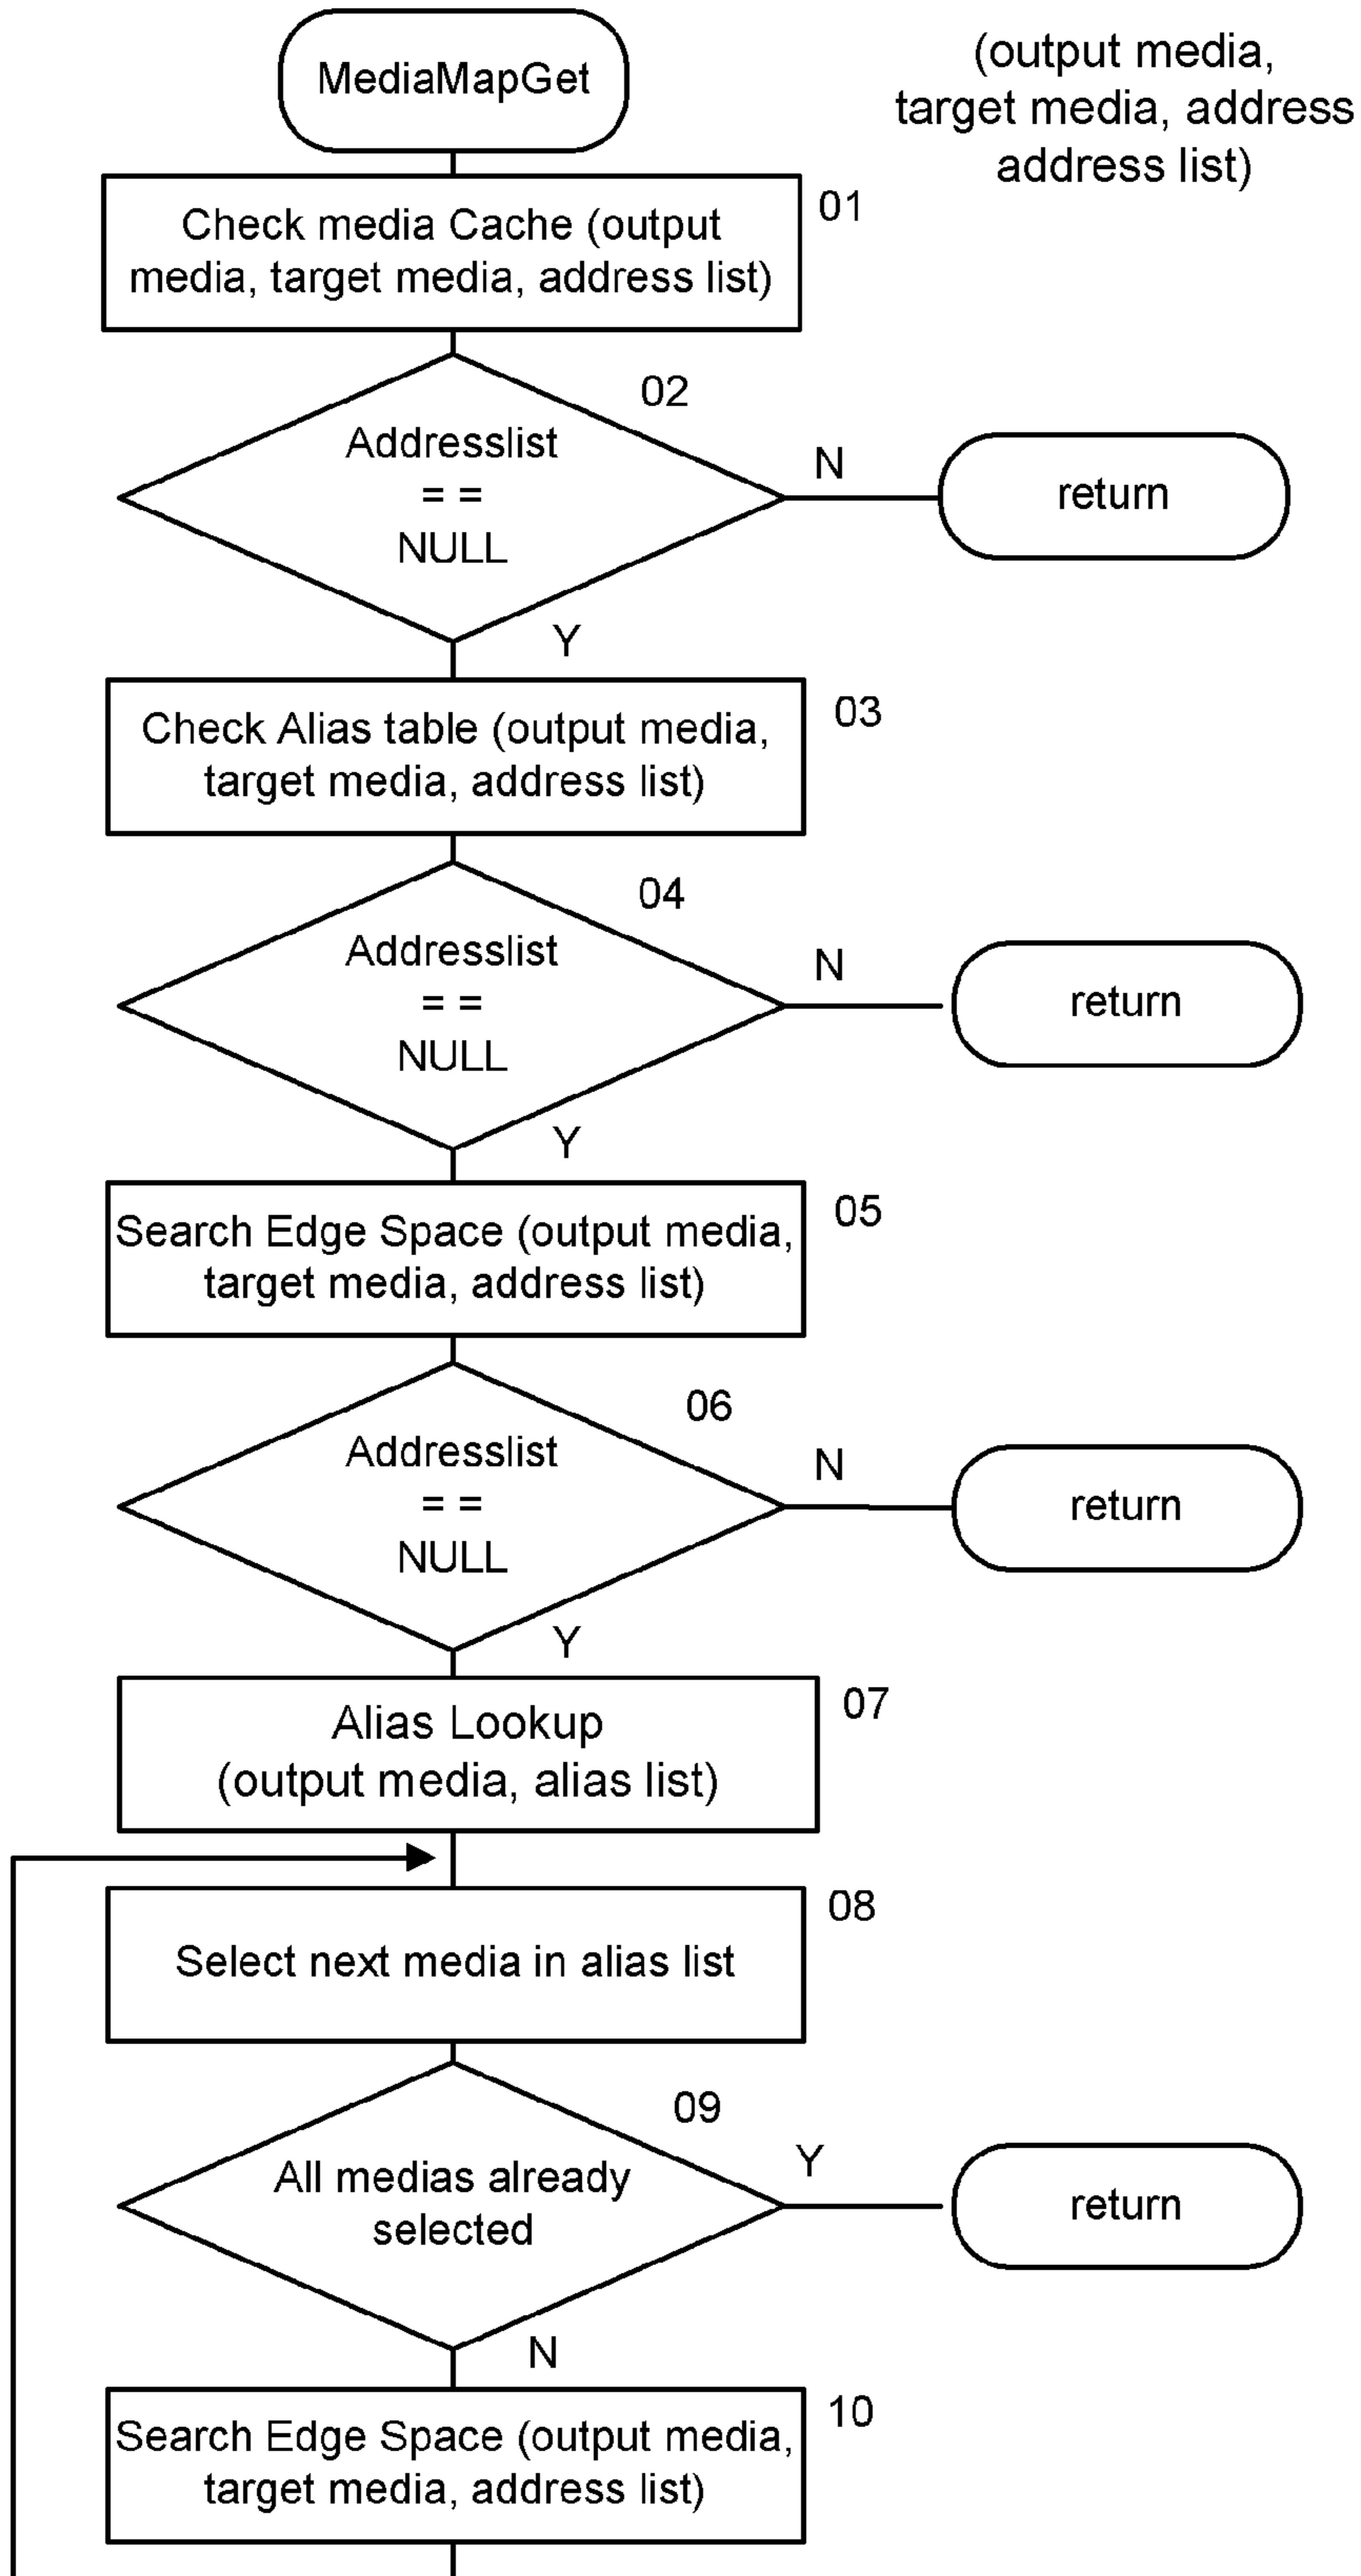 MediaMapGet
(output media,
target media, address
address list)
01
Check media Cache (output
media, target media, address list)
02
Addresslist
= =
NULL
N
return
Y
03
Check Alias table (output media,
target media, address list)
04
Addresslist
= =
NULL
N
return
Y
05
Search Edge Space (output media,
target media, address list)
06
Addresslist
= =
NULL
N
return
Y
07
Alias Lookup
(output media, alias list)
08
Select next media in alias list
09
All medias already
selected
Y
return
N
10
Search Edge Space (output media,
target media, address list)